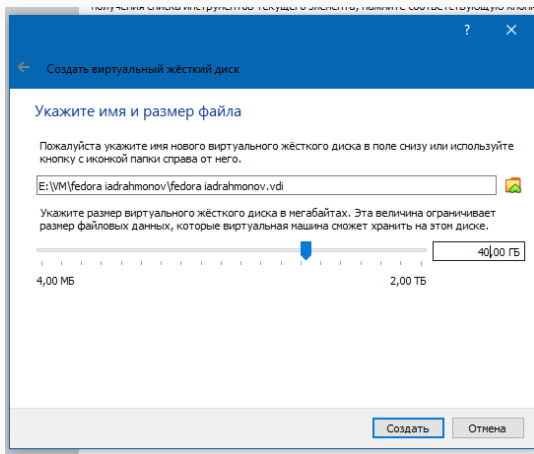 получения списка инструментов текущего элемента, нажмите соответствующую кноп
?
Создать виртуальный жёсткий диск
Укажите имя и размер файла
Пожалуйста укажите имя нового виртуального жёсткого диска в поле снизу или используйте
кнопку с иконкой папки справа от него.
E:\VM\fedora iadrahmonov\fedora iadrahmonov.vdi
Укажите размер виртуального жёсткого диска в мегабайтах. Эта величина ограничивает
размер файловых данных, которые виртуальная машина сможет хранить на этом диске.
40,00 ГБ
4,00 МБ 2,00 ТБ
Создать Отмена